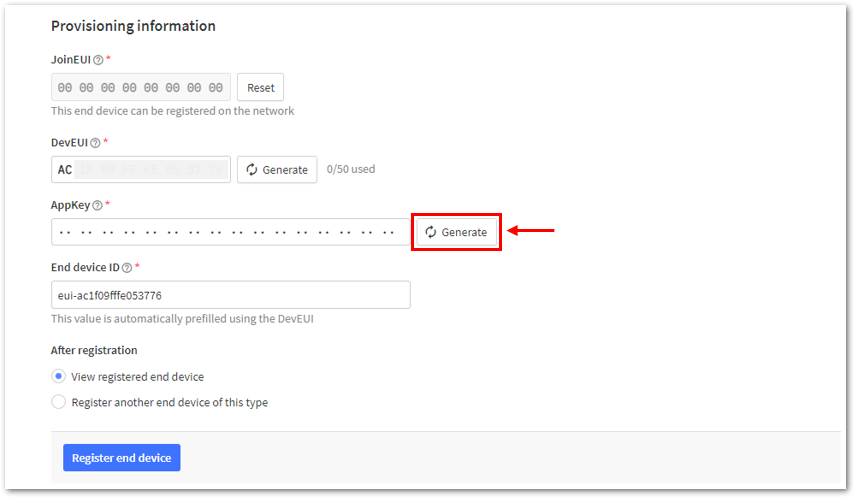 Provisioning information
JoinEUI *
00 00 00 00 00 00 00 00 Reset
This end device can be registered on the network
DevEUI *
AC Generate 0/50 used
AppKey *
·· ·· ·· ·· ·· ·· ·· ·· ·· ·· ·· ·· ·· ·· ·· ·· Generate
End device ID *
eui-ac1f09fffe053776
This value is automatically prefilled using the DevEUI
After registration
View registered end device
Register another end device of this type
Register end device